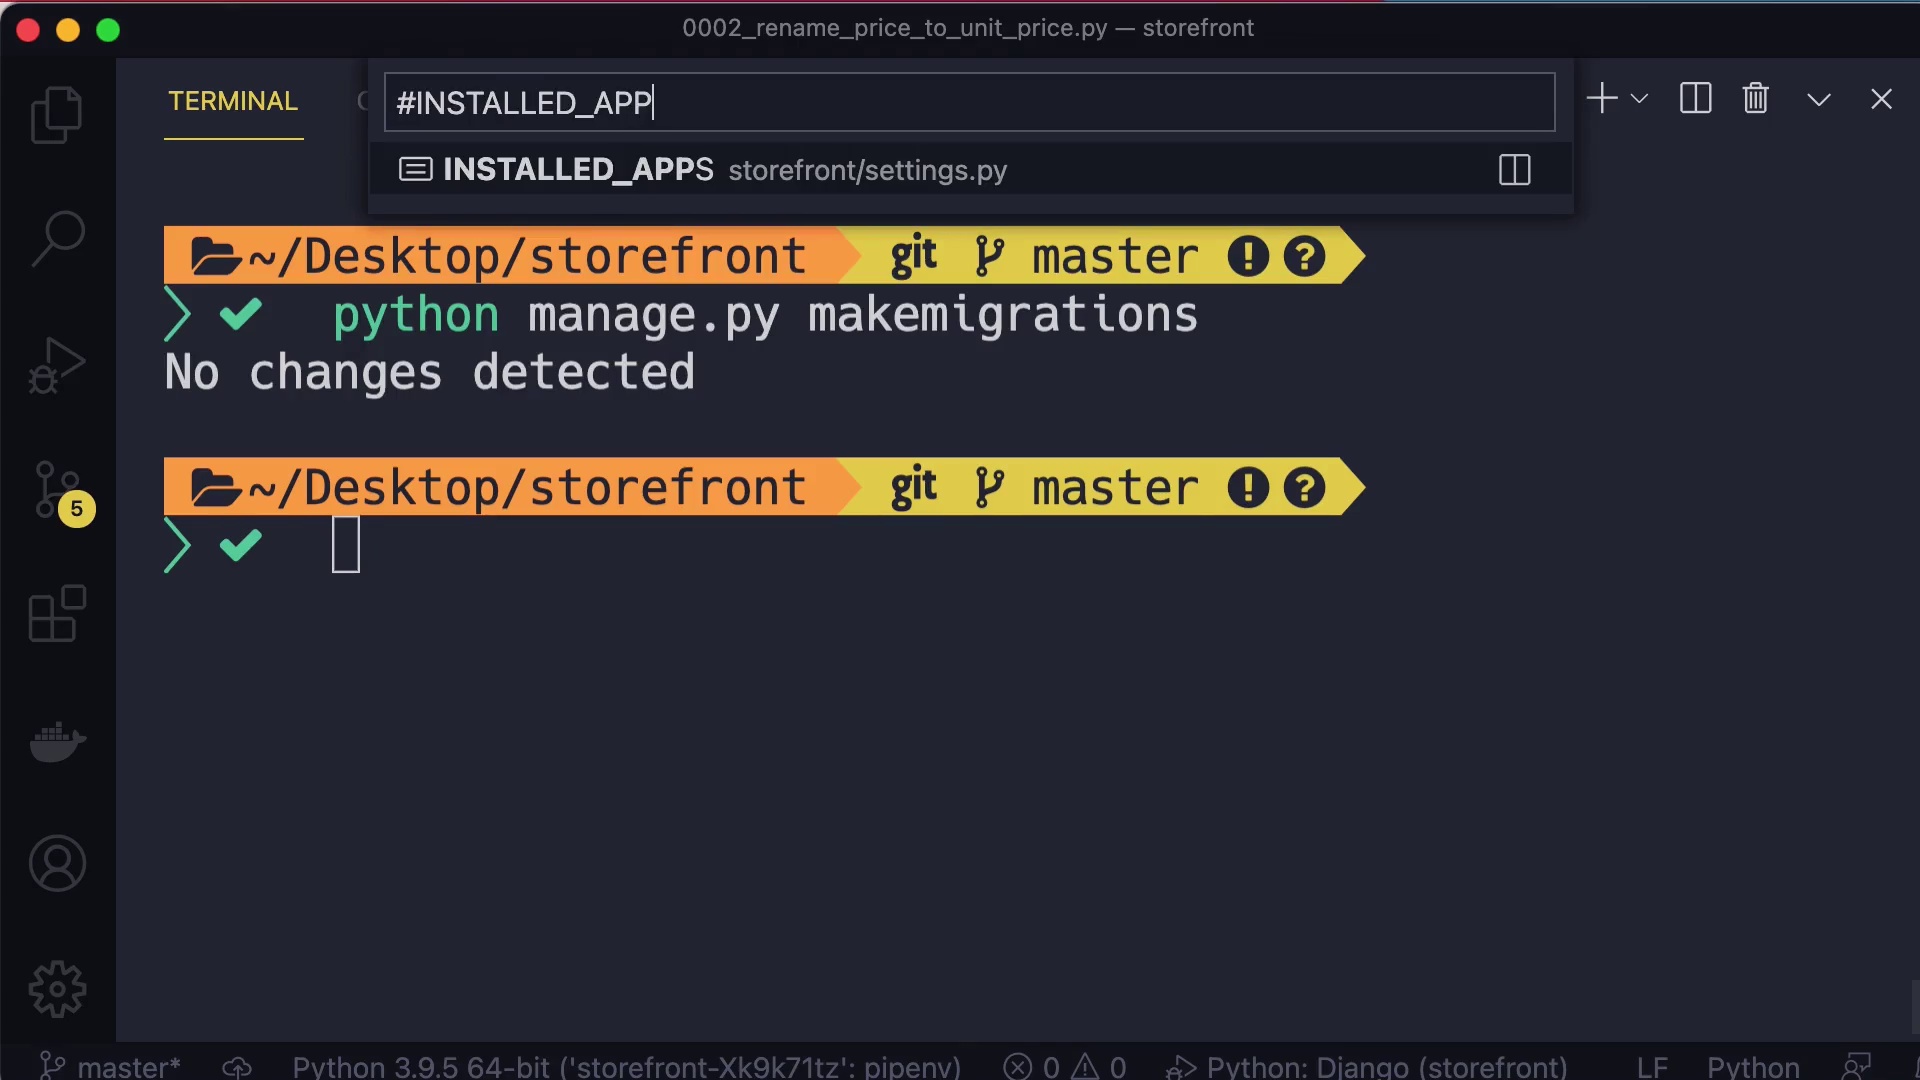 0002_rename_price_to_unit_price.py — storefront
TERMINAL
#INSTALLED_APP
INSTALLED_APPS storefront/settings.py
~/Desktop/storefront git master
python manage.py makemigrations
No changes detected
~/Desktop/storefront git master
5
master* Python 3.9.5 64-bit ('storefront-Xk9k71tz': pipenv) 0 0 Python: Django (storefront) LF Python